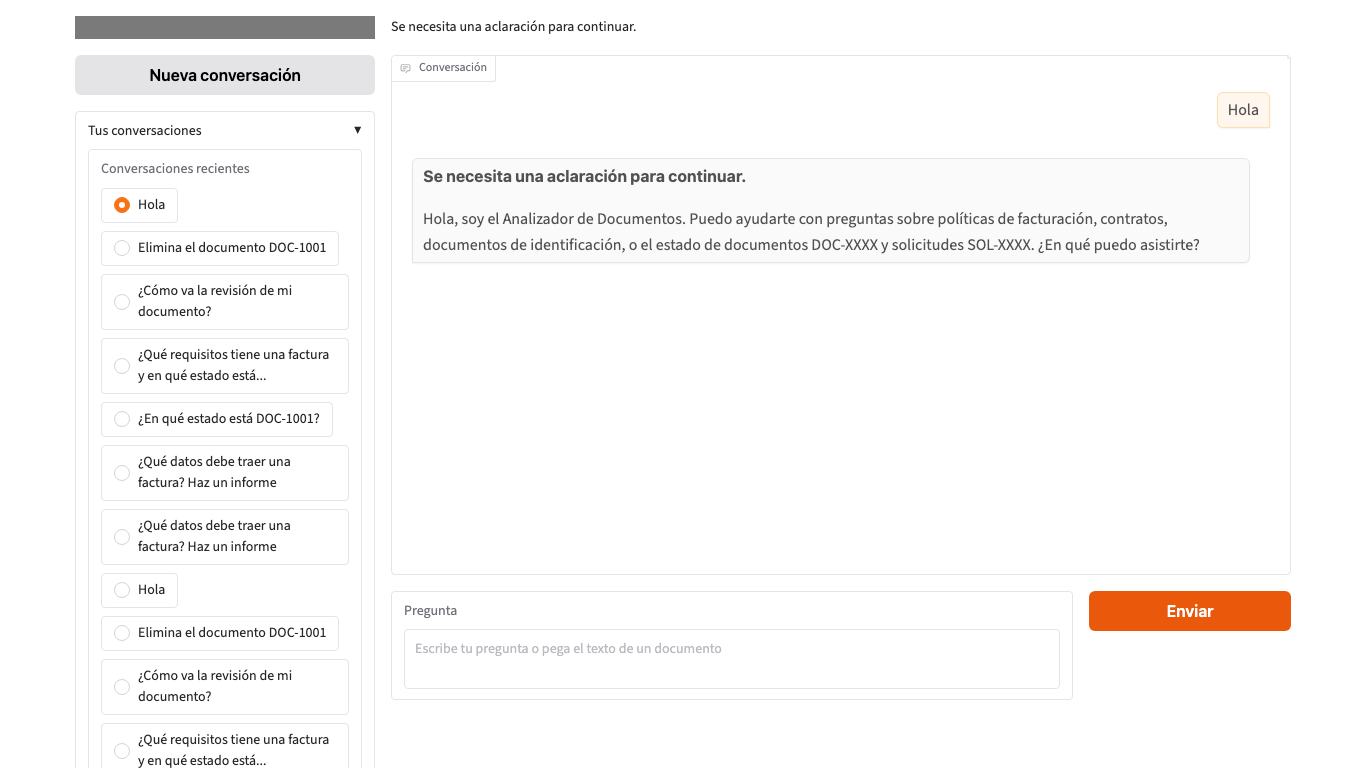 Se necesita una aclaración para continuar.
Nueva conversación
Tus conversaciones ▼
Conversaciones recientes
Hola
Elimina el documento DOC-1001
¿Cómo va la revisión de mi
documento?
¿Qué requisitos tiene una factura
y en qué estado está...
¿En qué estado está DOC-1001?
¿Qué datos debe traer una
factura? Haz un informe
¿Qué datos debe traer una
factura? Haz un informe
Hola
Elimina el documento DOC-1001
¿Cómo va la revisión de mi
documento?
¿Qué requisitos tiene una factura
y en qué estado está...
Conversación
Hola
Se necesita una aclaración para continuar.
Hola, soy el Analizador de Documentos. Puedo ayudarte con preguntas sobre políticas de facturación, contratos,
documentos de identificación, o el estado de documentos DOC-XXXX y solicitudes SOL-XXXX. ¿En qué puedo asistirte?
Pregunta
Escribe tu pregunta o pega el texto de un documento
Enviar